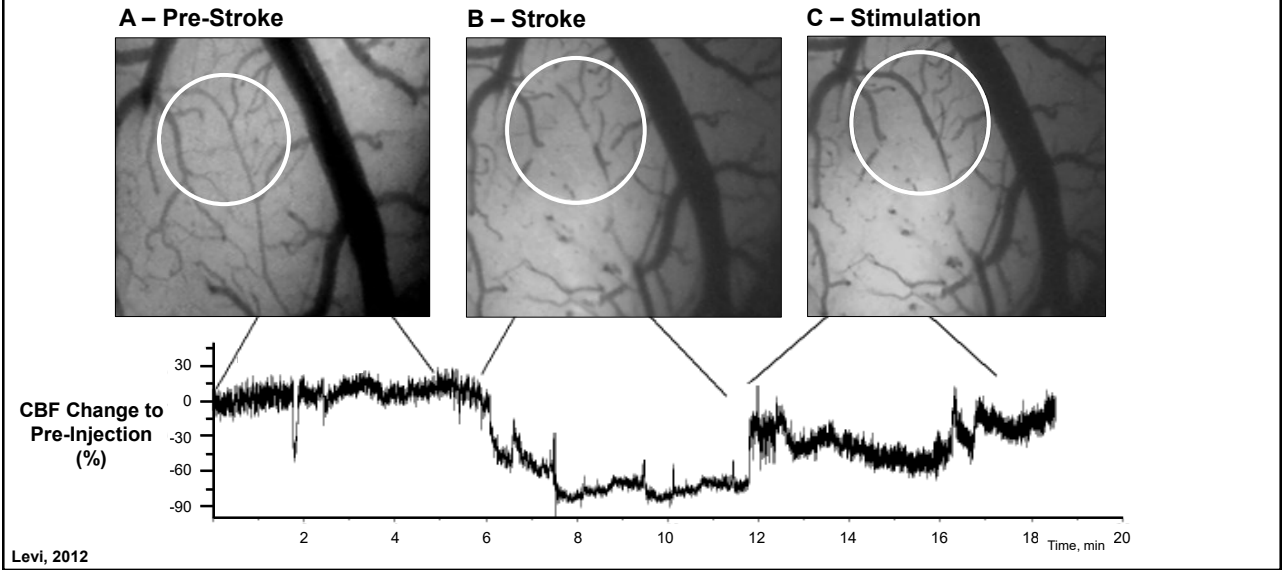 A – Pre-Stroke
B – Stroke
C – Stimulation
30
0
-30
-60
-90
CBF Change to
Pre-Injection
(%)
2 4 6 8 10 12 14 16 18 20
Time, min
Levi, 2012